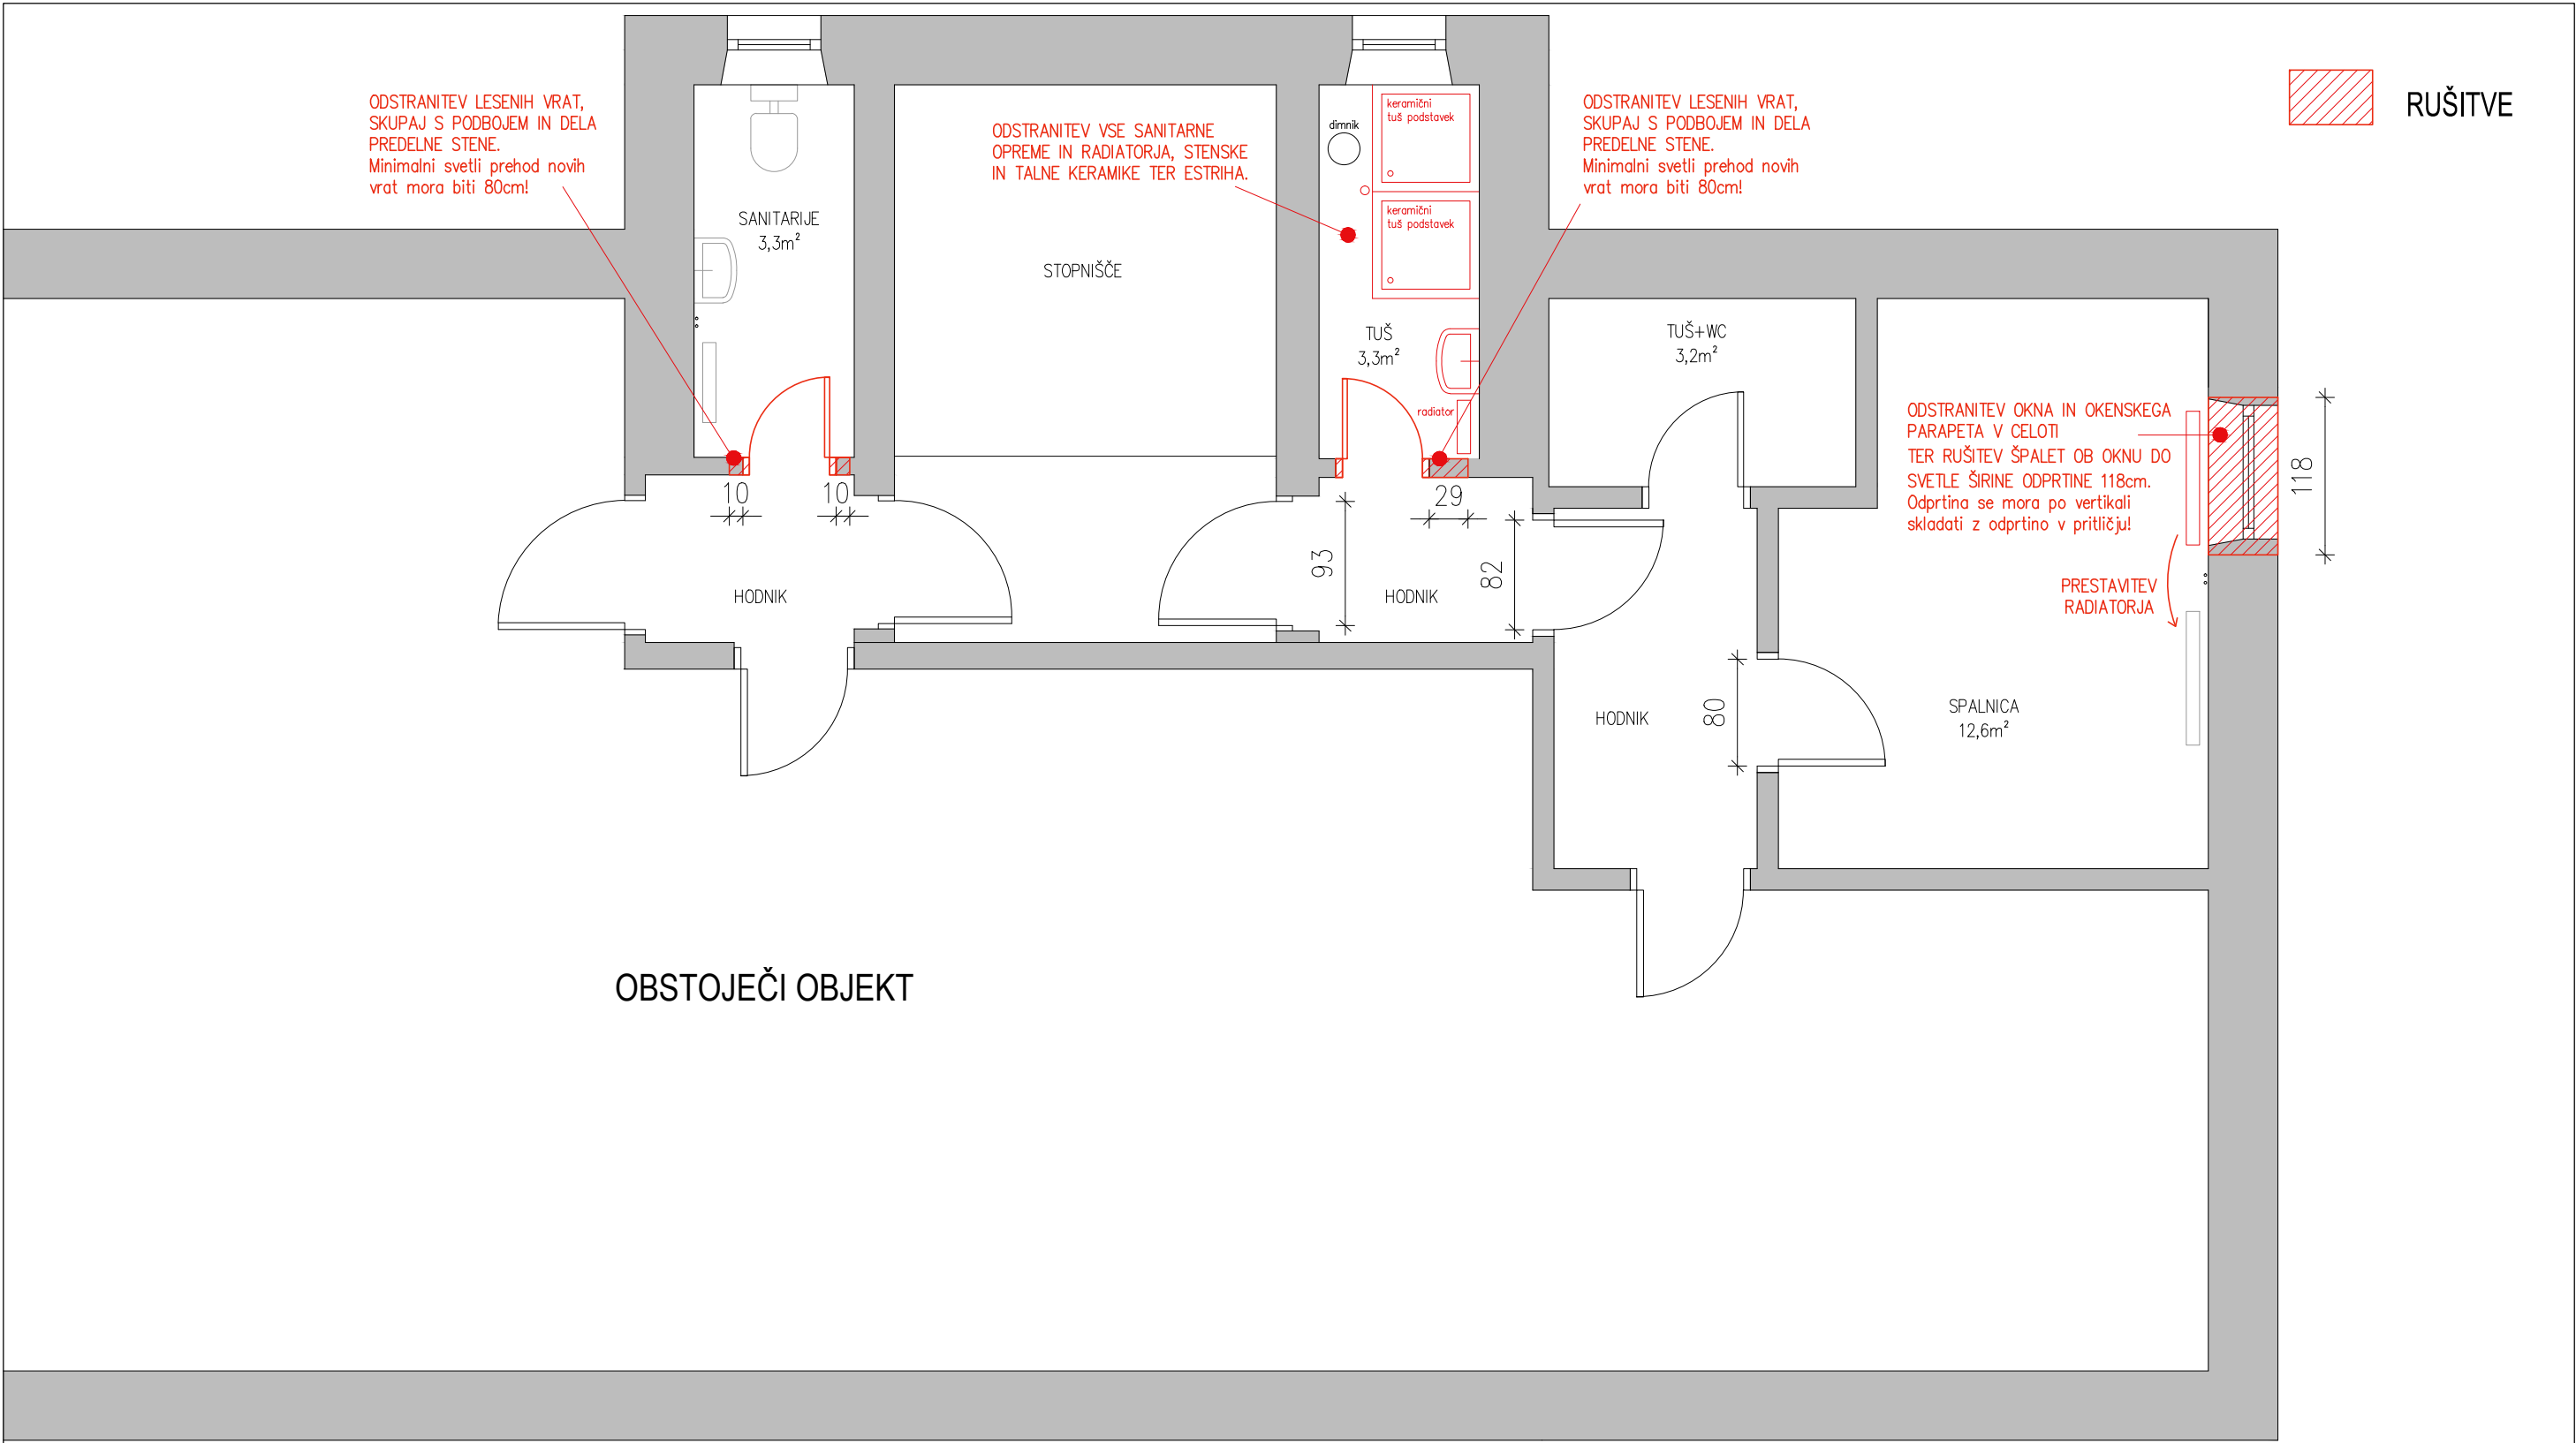 ODSTRANITEV LESENIH VRAT,
SKUPAJ S PODBOJEM IN DELA
PREDELNE STENE.
Minimalni svetli prehod novih
vrat mora biti 80cm!
ODSTRANITEV VSE SANITARNE
OPREME IN RADIATORJA, STENSKE
IN TALNE KERAMIKE TER ESTRIHA.
dimnik
keramični
tuš podstavek
keramični
tuš podstavek
ODSTRANITEV LESENIH VRAT,
SKUPAJ S PODBOJEM IN DELA
PREDELNE STENE.
Minimalni svetli prehod novih
vrat mora biti 80cm!
RUŠITVE
SANITARIJE
3,3m²
STOPNIŠČE
TUŠ
3,3m²
TUŠ+WC
3,2m²
radiator
ODSTRANITEV OKNA IN OKENSKEGA
PARAPETA V CELOTI
TER RUŠITEV ŠPALET OB OKNU DO
SVETLE ŠIRINE ODPRTINE 118cm.
Odprtina se mora po vertikali
skladati z odprtino v pritličju!
118
10
10
29
93
82
HODNIK
HODNIK
PRESTAVITEV
RADIATORJA
HODNIK
80
SPALNICA
12,6m²
OBSTOJEČI OBJEKT